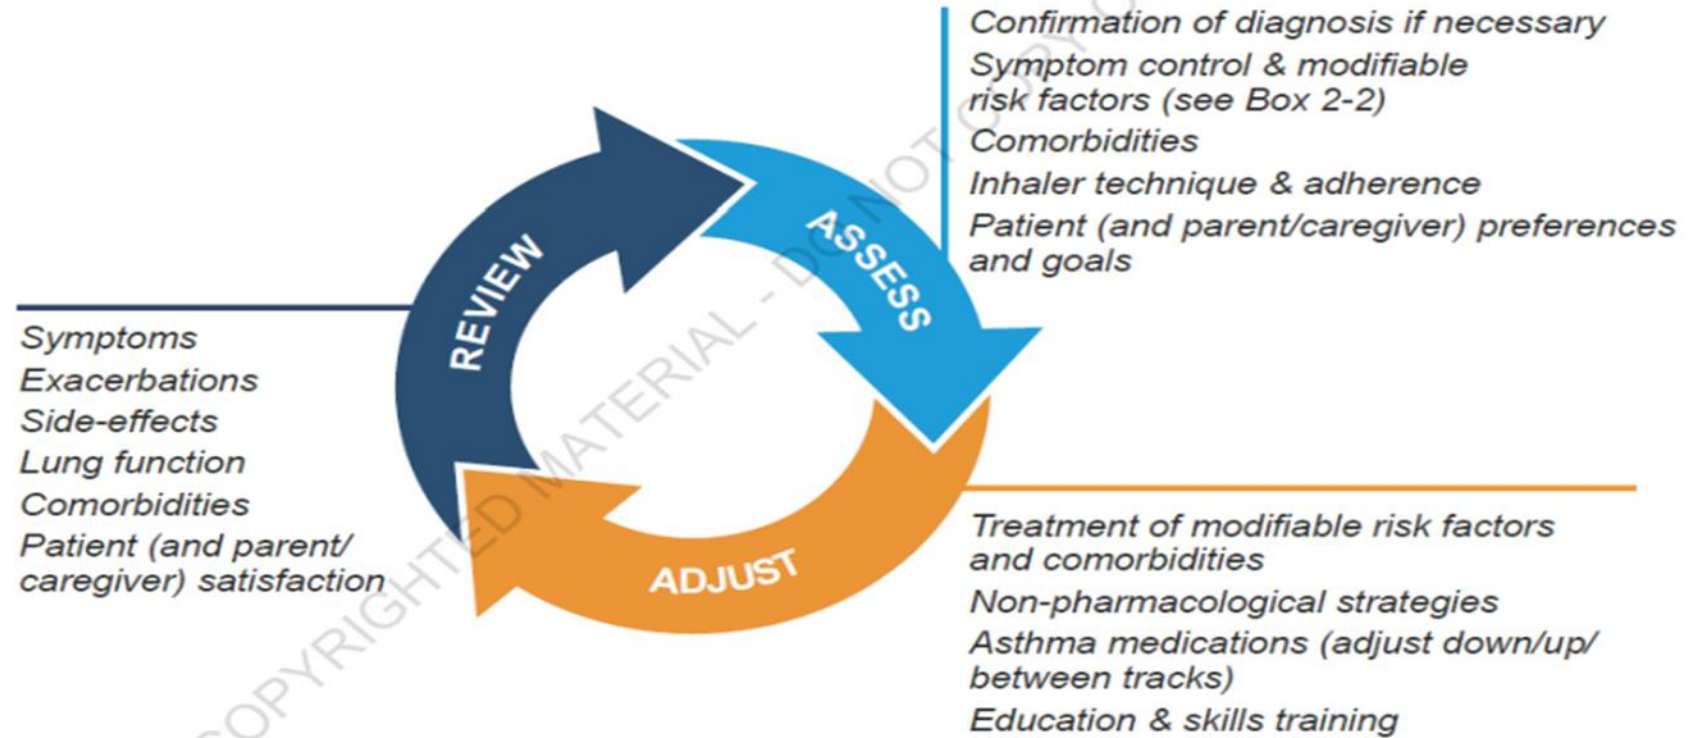 Confirmation of diagnosis if necessary
Symptom control & modifiable
risk factors (see Box 2-2)
Comorbidities
Inhaler technique & adherence
Patient (and parent/caregiver) preferences
and goals
ASSESS
REVIEW
Symptoms
Exacerbations
Side-effects
Lung function
Comorbidities
Patient (and parent/
caregiver) satisfaction
ADJUST
Treatment of modifiable risk factors
and comorbidities
Non-pharmacological strategies
Asthma medications (adjust down/up/
between tracks)
Education & skills training
COPYRIGHTED MATERIAL - DO NOT COPY O